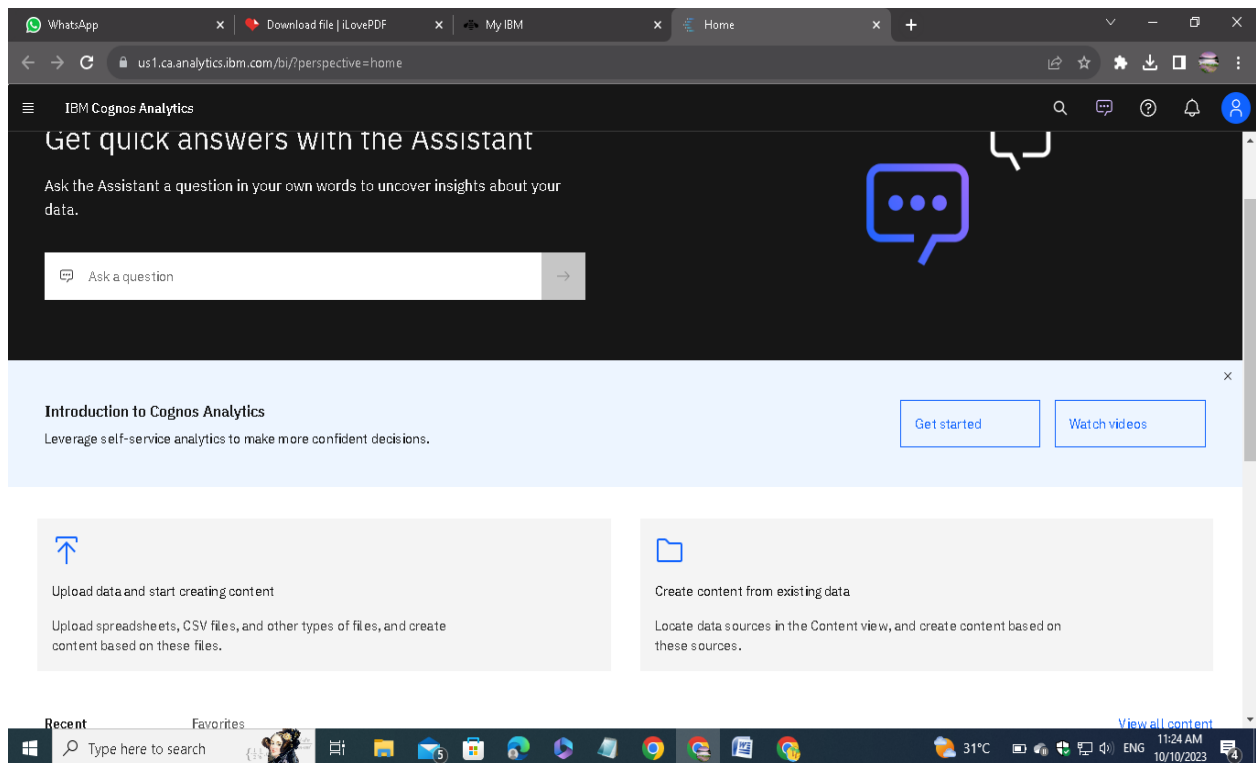 WhatsApp
Download file | iLovePDF
My IBM
Home
us1.ca.analytics.ibm.com/bi/?perspective=home
IBM Cognos Analytics
Get quick answers with the Assistant
Ask the Assistant a question in your own words to uncover insights about your
data.
Ask a question
Introduction to Cognos Analytics
Leverage self-service analytics to make more confident decisions.
Get started
Watch videos
Upload data and start creating content
Upload spreadsheets, CSV files, and other types of files, and create
content based on these files.
Create content from existing data
Locate data sources in the Content view, and create content based on
these sources.
Recent
Favorites
View all content
Type here to search
5
31°C
ENG
11:24 AM
10/10/2023
4